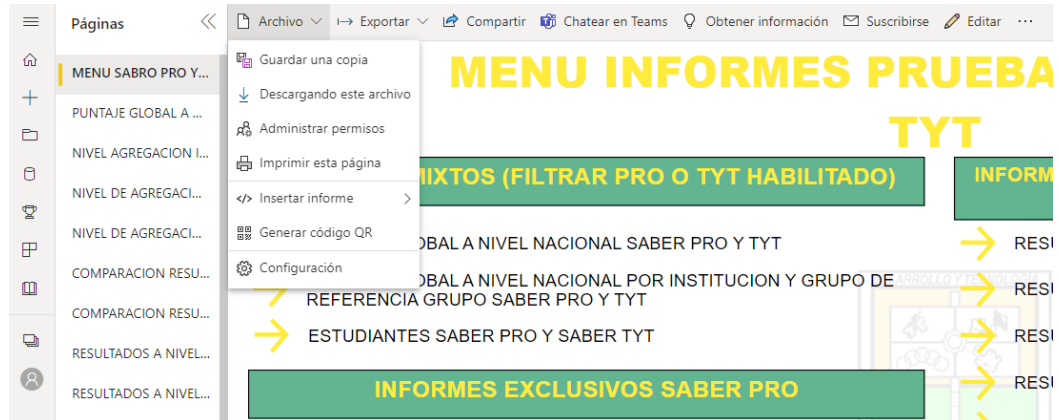 Páginas
MENU SABRO PRO Y...
PUNTAJE GLOBAL A ...
NIVEL AGREGACION I...
NIVEL DE AGREGACI...
NIVEL DE AGREGACI...
COMPARACION RESU...
COMPARACION RESU...
RESULTADOS A NIVEL...
RESULTADOS A NIVEL...
Archivo Exportar Compartir Chatear en Teams Obtener información Suscribirse Editar ...
Guardar una copia
Descargando este archivo
Administrar permisos
Imprimir esta página
</> Insertar informe
Generar código QR
Configuración
MENU INFORMES PRUEBA
TYT
IXTOS (FILTRAR PRO O TYT HABILITADO)
OBAL A NIVEL NACIONAL SABER PRO Y TYT
OBAL A NIVEL NACIONAL POR INSTITUCION Y GRUPO DE
REFERENCIA GRUPO SABER PRO Y TYT
ESTUDIANTES SABER PRO Y SABER TYT
INFORMES EXCLUSIVOS SABER PRO
INFORM
RESU
RESU
RESU
RESU
ARROLLO Y TECNOLOGIA